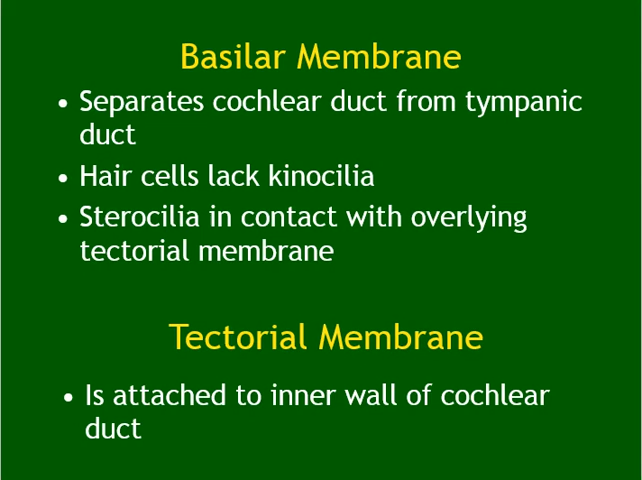 Basilar Membrane
• Separates cochlear duct from tympanic
duct
• Hair cells lack kinocilia
• Sterocilia in contact with overlying
tectorial membrane
Tectorial Membrane
• Is attached to inner wall of cochlear
duct